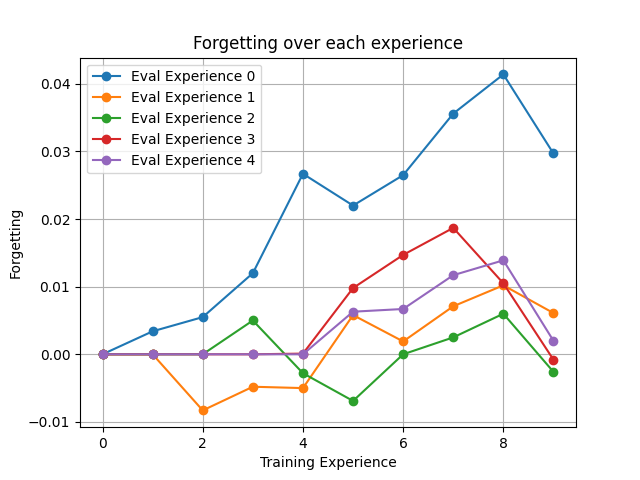 Forgetting over each experience
Eval Experience 0
Eval Experience 1
Eval Experience 2
Eval Experience 3
Eval Experience 4
0.04
0.03
0.02
0.01
0.00
−0.01
Forgetting
0 2 4 6 8
Training Experience